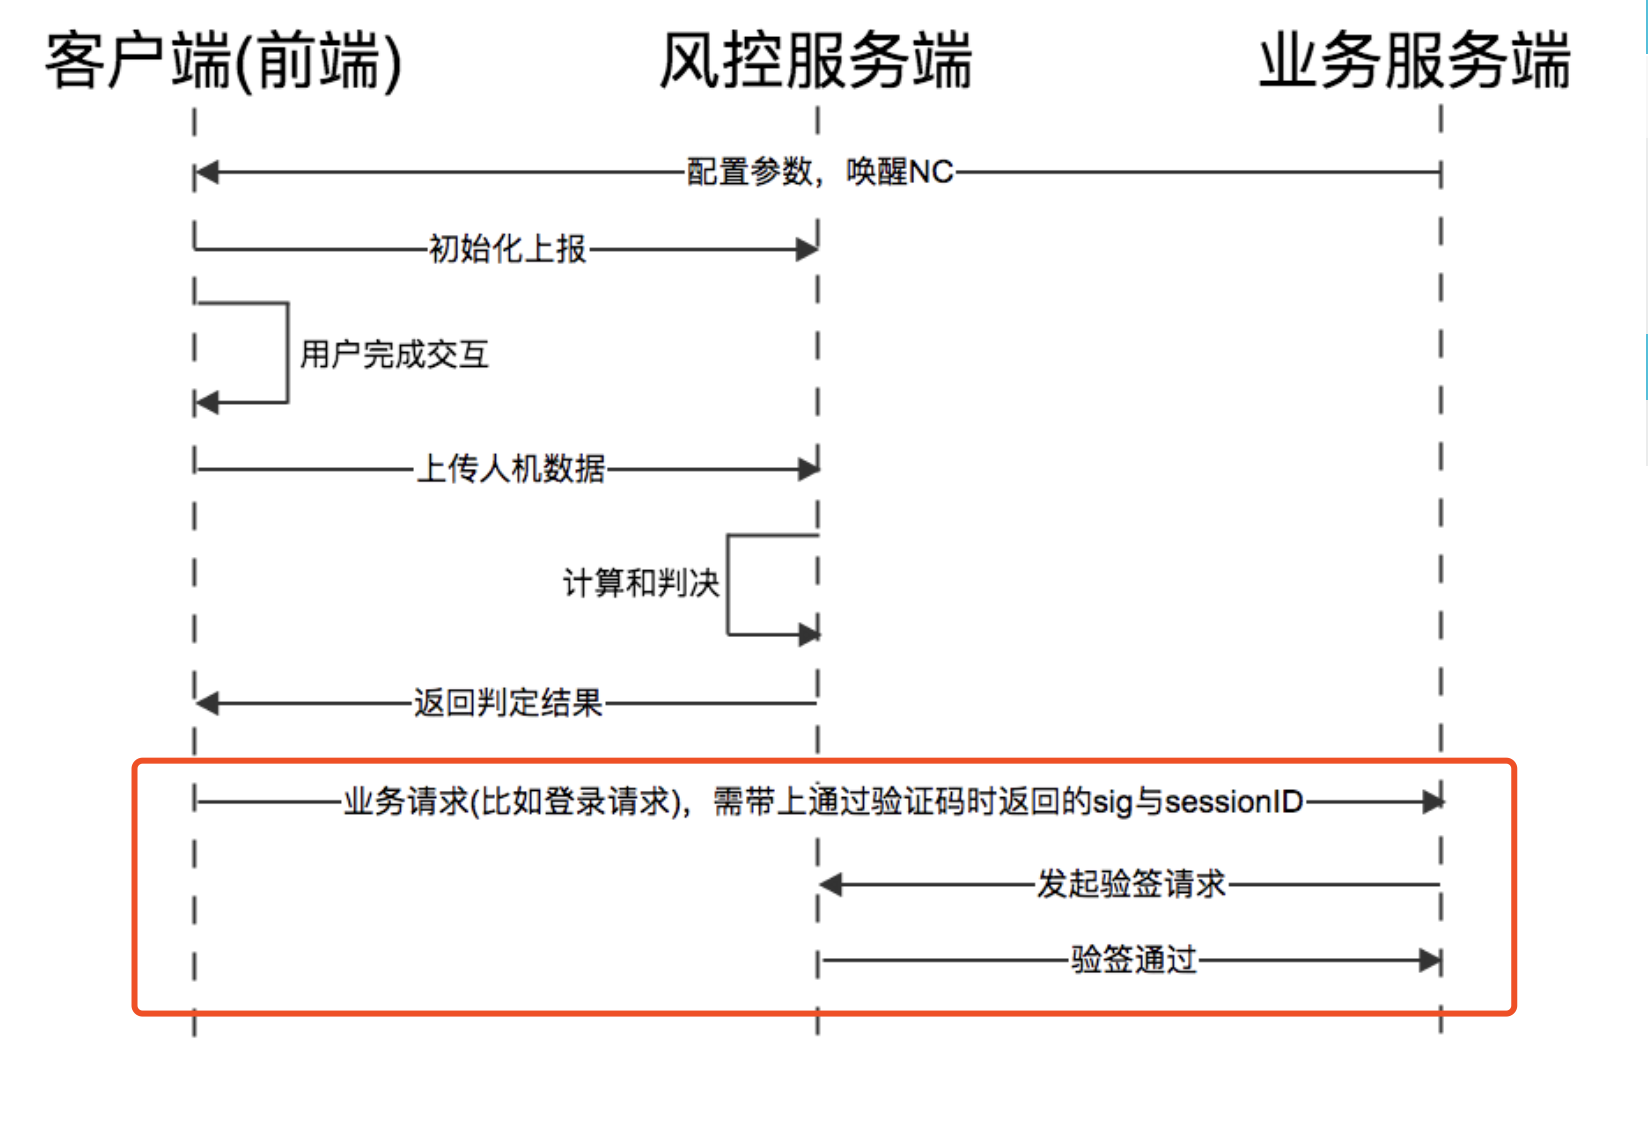 客户端(前端)
风控服务端
业务服务端
配置参数，唤醒NC
初始化上报
用户完成交互
上传人机数据
计算和判决
返回判定结果
业务请求(比如登录请求)，需带上通过验证码时返回的sig与sessionID
发起验签请求
验签通过